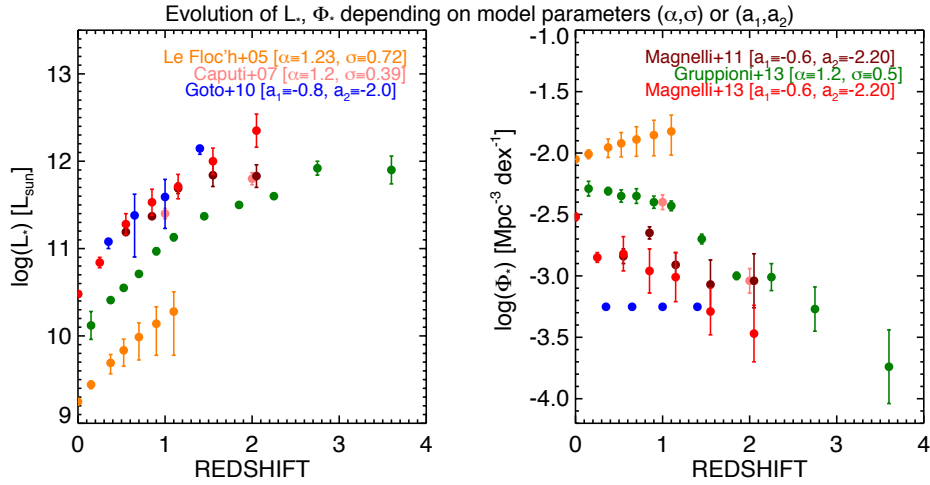 Evolution of L*, Φ* depending on model parameters (α,σ) or (a₁,a₂)
log(L*) [Lsun]
13
12
11
10
9
Le Floc'h+05 [α≡1.23, σ≡0.72]
Caputi+07 [α≡1.2, σ≡0.39]
Goto+10 [a₁≡-0.8, a₂≡-2.0]
0
1
2
3
4
REDSHIFT
log(Φ*) [Mpc⁻³ dex⁻¹]
-1.0
-1.5
-2.0
-2.5
-3.0
-3.5
-4.0
Magnelli+11 [a₁≡-0.6, a₂≡-2.20]
Gruppioni+13 [α≡1.2, σ≡0.5]
Magnelli+13 [a₁≡-0.6, a₂≡-2.20]
0
1
2
3
4
REDSHIFT